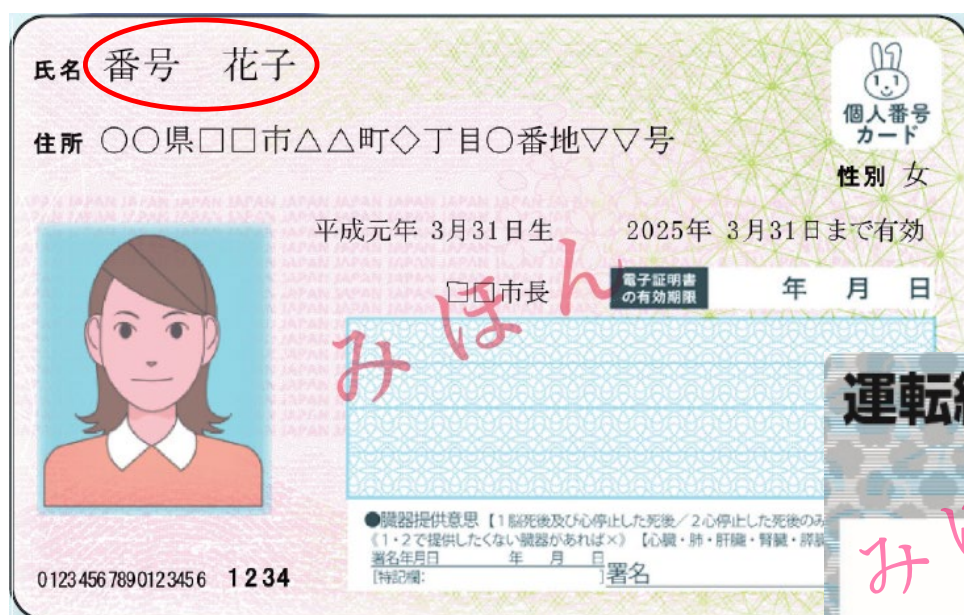 氏名 番号 花子
個人番号
カード
住所 〇〇県□□市△△町◇丁目〇番地▽▽号
性別 女
平成元年 3月31日生 2025年 3月31日まで有効
□□市長
電子証明書
の有効期限
年 月 日
みほん
運転
●臓器提供意思【1脳死後及び心停止した死後/2心停止した死後のみ
《1・2で提供したくない臓器があれば×》【心臓・肺・肝臓・腎臓・膵臓
署名年月日 年 月 日
[特記欄: ]署名
01234567890123456 1234
み